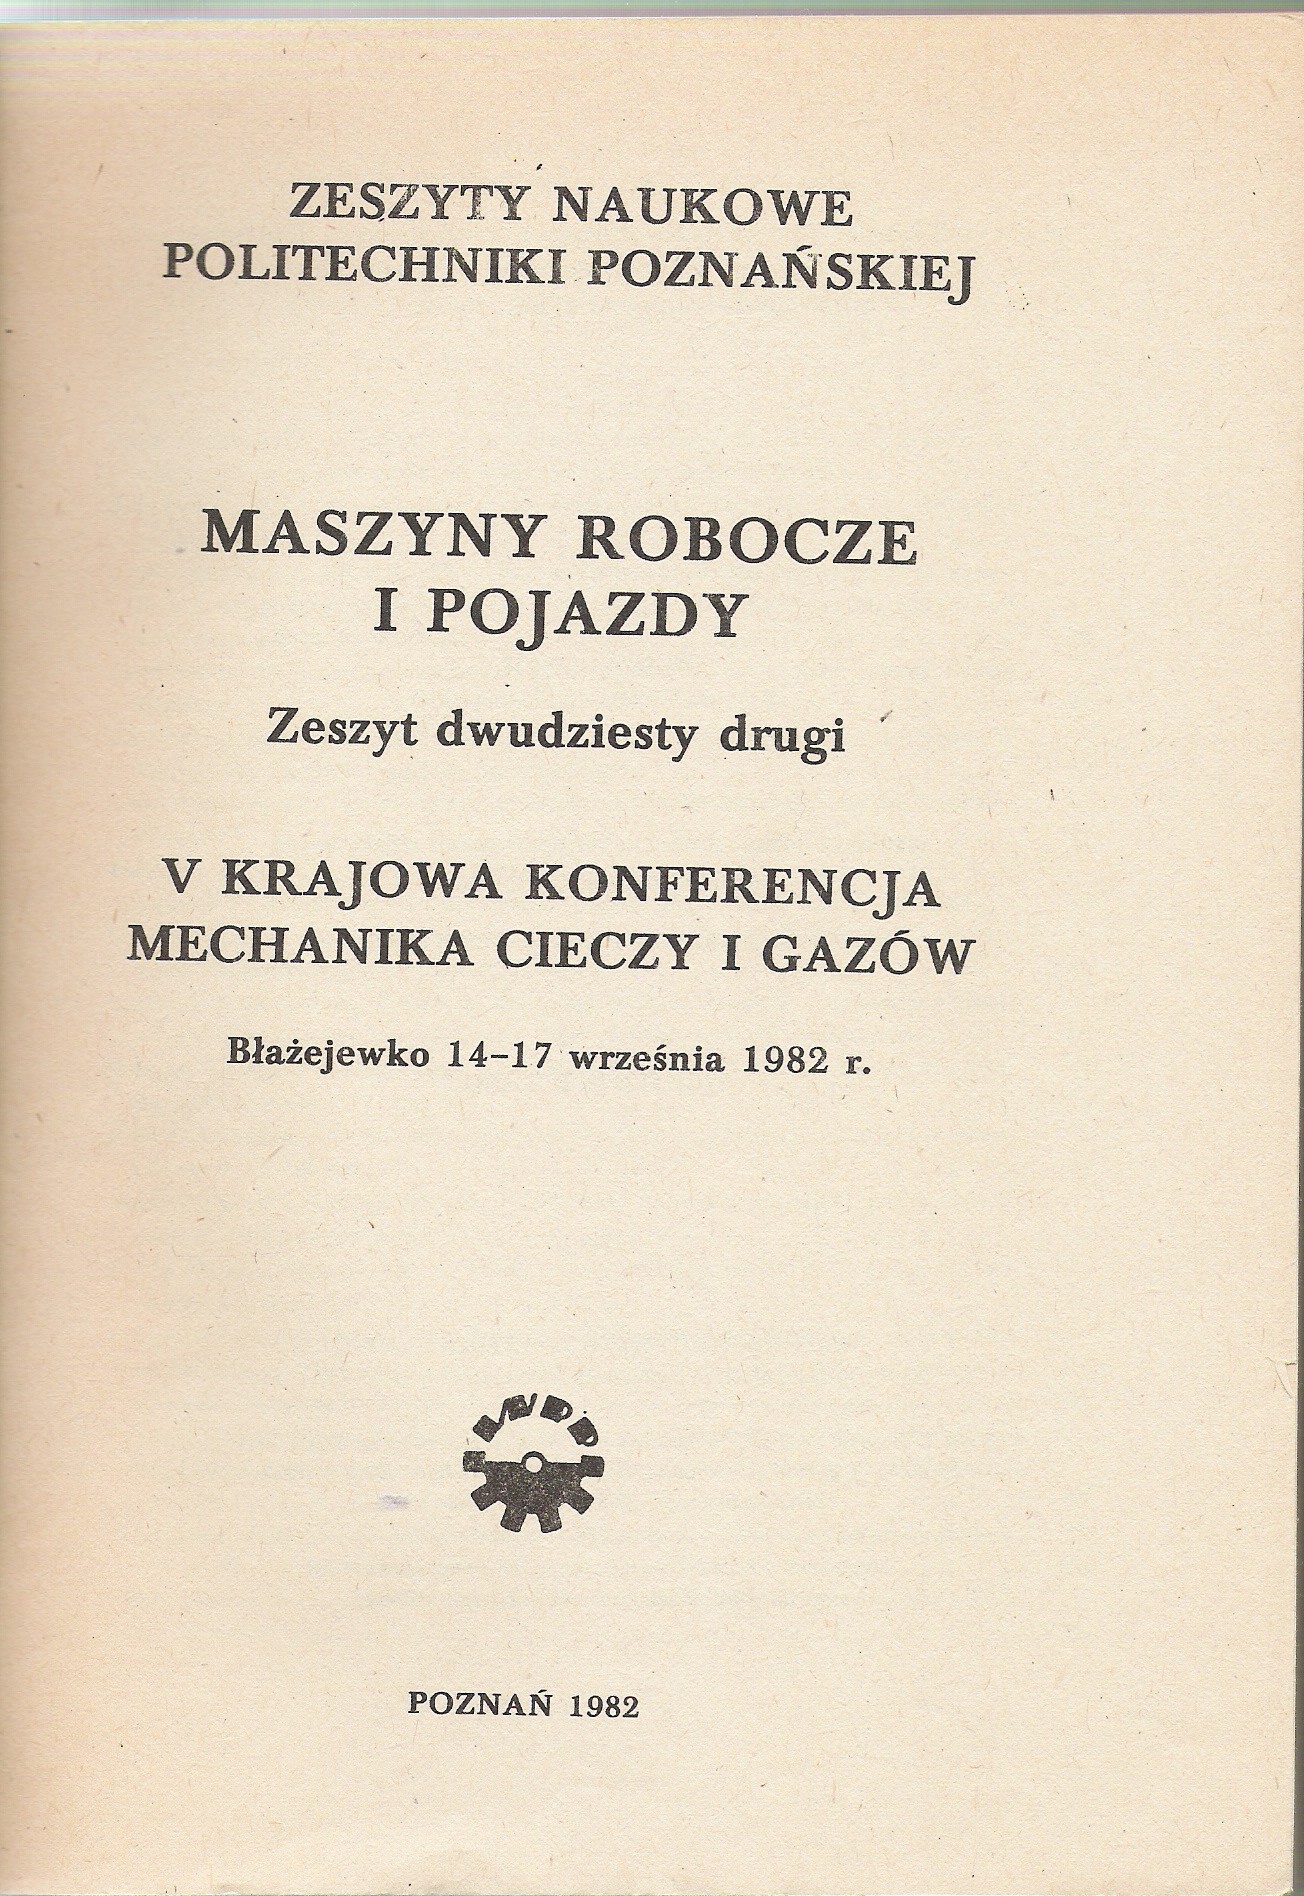 ZESZYTY NAUKOWE
POLITECHNIKI POZNAŃSKIEJ
MASZYNY ROBOCZE
I POJAZDY
Zeszyt dwudziesty drugi
V KRAJOWA KONFERENCJA
MECHANIKA CIECZY I GAZÓW
Błażejewko 14-17 września 1982 r.
POZNAŃ 1982